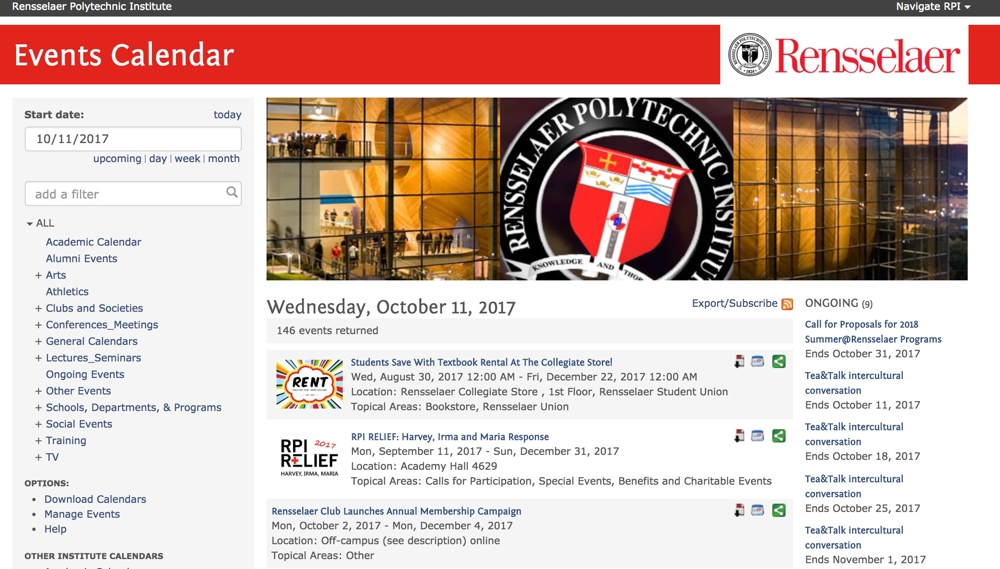 Rensselaer Polytechnic Institute
Navigate RPI
Events Calendar
RENSSELAER POLYTECHNIC INSTITUTE
· 1824 ·
Rensselaer
Start date:
today
10/11/2017
upcoming | day | week | month
add a filter
ALL
Academic Calendar
Alumni Events
+ Arts
Athletics
+ Clubs and Societies
+ Conferences_Meetings
+ General Calendars
+ Lectures_Seminars
Ongoing Events
+ Other Events
+ Schools, Departments, & Programs
+ Social Events
+ Training
+ TV
OPTIONS:
• Download Calendars
• Manage Events
• Help
OTHER INSTITUTE CALENDARS
RENSSELAER POLYTECHNIC INSTITU
KNOWLEDGE AND THOR
Wednesday, October 11, 2017
Export/Subscribe
146 events returned
RENT
ONLY PAY FOR WHAT YOU USE
Students Save With Textbook Rental At The Collegiate Store!
Wed, August 30, 2017 12:00 AM - Fri, December 22, 2017 12:00 AM
Location: Rensselaer Collegiate Store , 1st Floor, Rensselaer Student Union
Topical Areas: Bookstore, Rensselaer Union
RPI 2017
RELIEF
HARVEY, IRMA, MARIA
RPI RELIEF: Harvey, Irma and Maria Response
Mon, September 11, 2017 - Sun, December 31, 2017
Location: Academy Hall 4629
Topical Areas: Calls for Participation, Special Events, Benefits and Charitable Events
Rensselaer Club Launches Annual Membership Campaign
Mon, October 2, 2017 - Mon, December 4, 2017
Location: Off-campus (see description) online
Topical Areas: Other
ONGOING (9)
Call for Proposals for 2018
Summer@Rensselaer Programs
Ends October 31, 2017
Tea&Talk intercultural
conversation
Ends October 11, 2017
Tea&Talk intercultural
conversation
Ends October 18, 2017
Tea&Talk intercultural
conversation
Ends October 25, 2017
Tea&Talk intercultural
conversation
Ends November 1, 2017